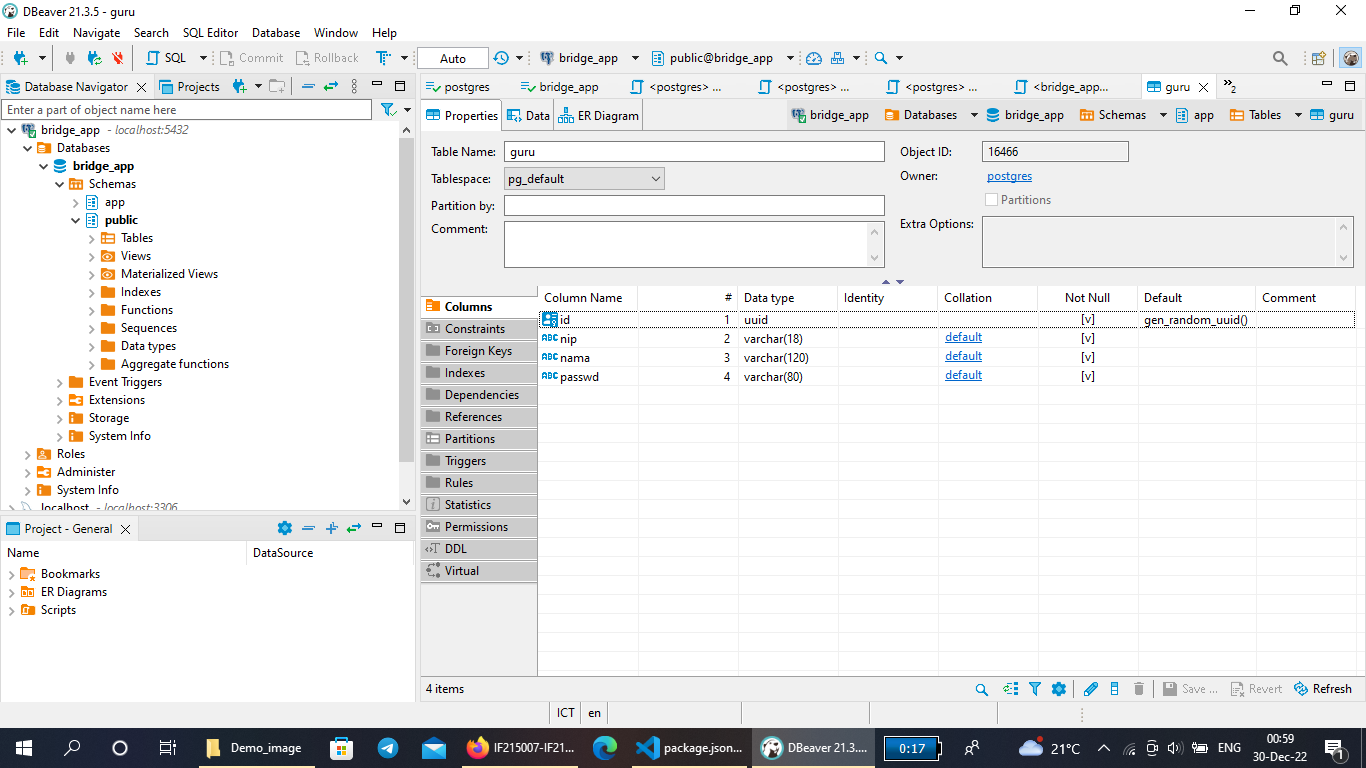 DBeaver 21.3.5 - guru
File Edit Navigate Search SQL Editor Database Window Help
SQL Commit Rollback Auto bridge_app public@bridge_app
Database Navigator Projects
Enter a part of object name here
bridge_app - localhost:5432
Databases
bridge_app
Schemas
app
public
Tables
Views
Materialized Views
Indexes
Functions
Sequences
Data types
Aggregate functions
Event Triggers
Extensions
Storage
System Info
Roles
Administer
System Info
localhost - localhost:3306
Project - General
Name DataSource
Bookmarks
ER Diagrams
Scripts
postgres bridge_app <postgres> ... <postgres> ... <postgres> ... <bridge_app... guru »2
Properties Data ER Diagram bridge_app Databases bridge_app Schemas app Tables guru
Table Name: guru Object ID: 16466
Tablespace: pg_default Owner: postgres
Partition by: Partitions
Comment: Extra Options:
Columns
Constraints
Foreign Keys
Indexes
Dependencies
References
Partitions
Triggers
Rules
Statistics
Permissions
DDL
Virtual
Column Name # Data type Identity Collation Not Null Default Comment
id 1 uuid [v] gen_random_uuid()
ABC nip 2 varchar(18) default [v]
ABC nama 3 varchar(120) default [v]
ABC passwd 4 varchar(80) default [v]
4 items Save ... Revert Refresh
ICT en
Demo_image IF215007-IF21... package.json... DBeaver 21.3.... 0:17 21°C ENG 00:59
30-Dec-22 1